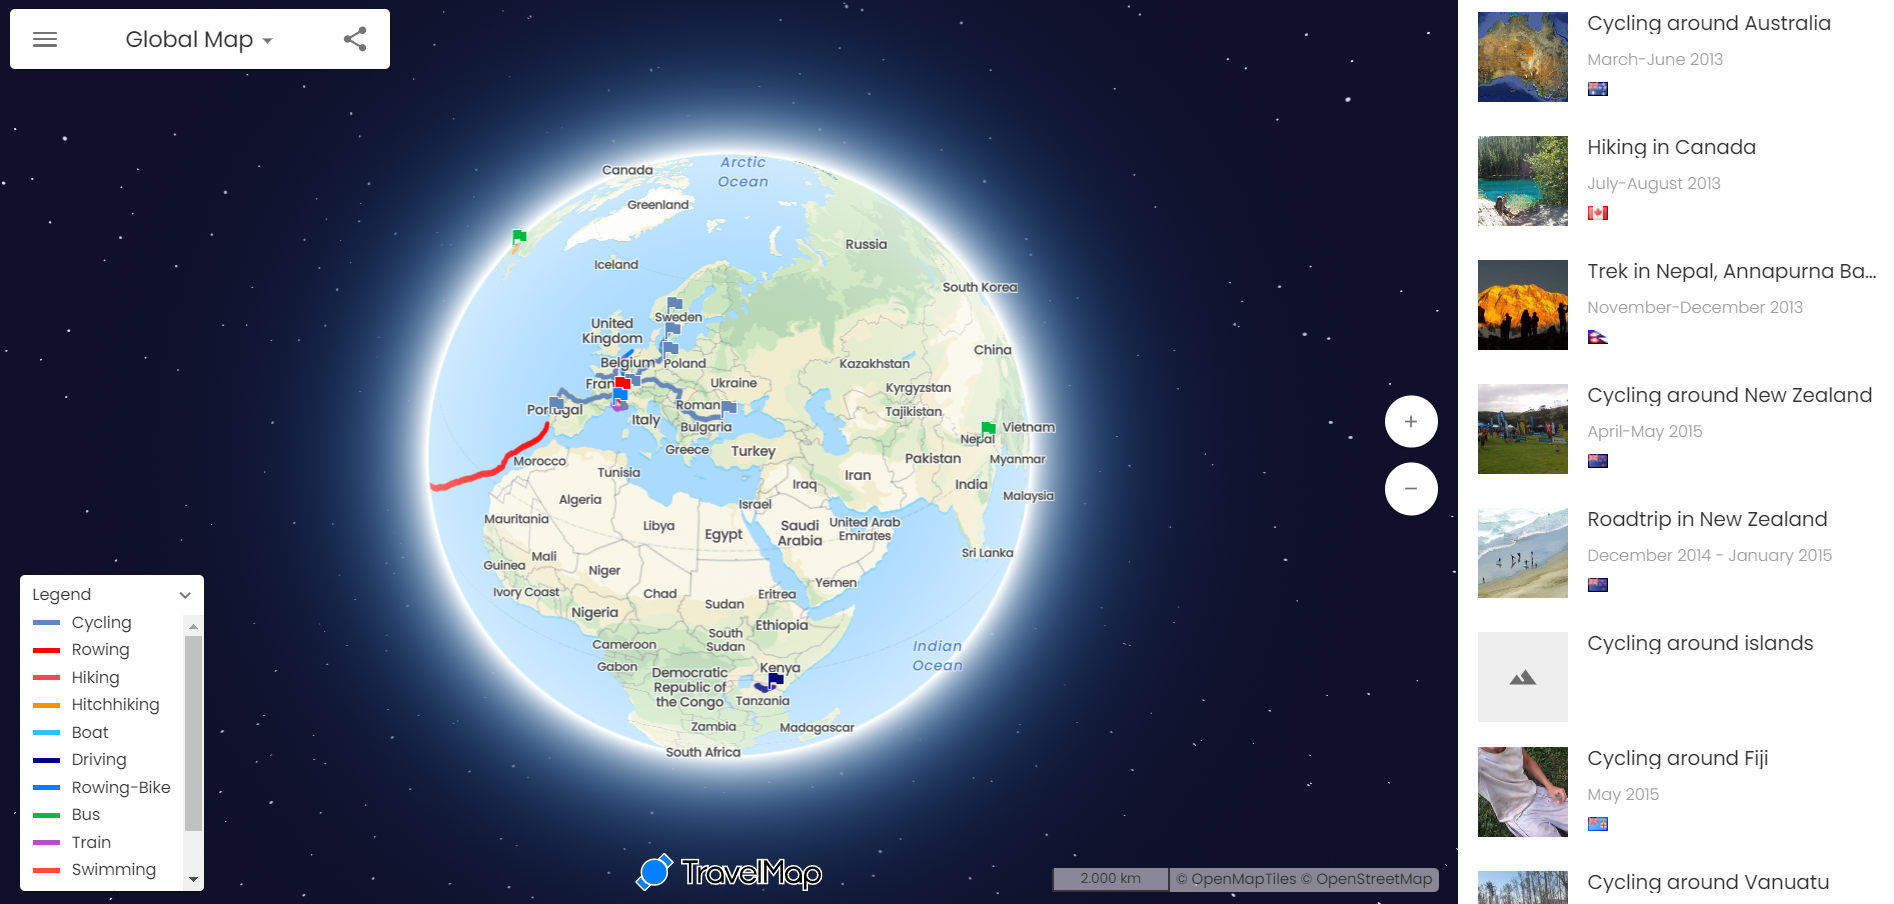 Global Map
Canada
Arctic
Ocean
Greenland
Russia
Iceland
South Korea
Sweden
United
Kingdom
China
Belgium
Poland
Kazakhstan
Fran
Ukraine
Kyrgyzstan
Portugal
Roman
Tajikistan
Italy
Bulgaria
Vietnam
Nepal
Greece
Turkey
Pakistan
Myanmar
Morocco
Tunisia
Iran
Iraq
India
Algeria
Israel
Malaysia
Mauritania
Libya
Egypt
Saudi
Arabia
United Arab
Emirates
Mali
Sri Lanka
Guinea
Niger
Yemen
Ivory Coast
Chad
Eritrea
Sudan
Nigeria
Ethiopia
South
Sudan
Cameroon
Indian
Ocean
Gabon
Kenya
Democratic
Republic of
the Congo
Tanzania
Zambia
Madagascar
South Africa
Legend
Cycling
Rowing
Hiking
Hitchhiking
Boat
Driving
Rowing-Bike
Bus
Train
Swimming
TravelMap
+
−
2.000 km
© OpenMapTiles © OpenStreetMap
Cycling around Australia
March-June 2013
Hiking in Canada
July-August 2013
Trek in Nepal, Annapurna Ba...
November-December 2013
Cycling around New Zealand
April-May 2015
Roadtrip in New Zealand
December 2014 - January 2015
Cycling around islands
Cycling around Fiji
May 2015
Cycling around Vanuatu